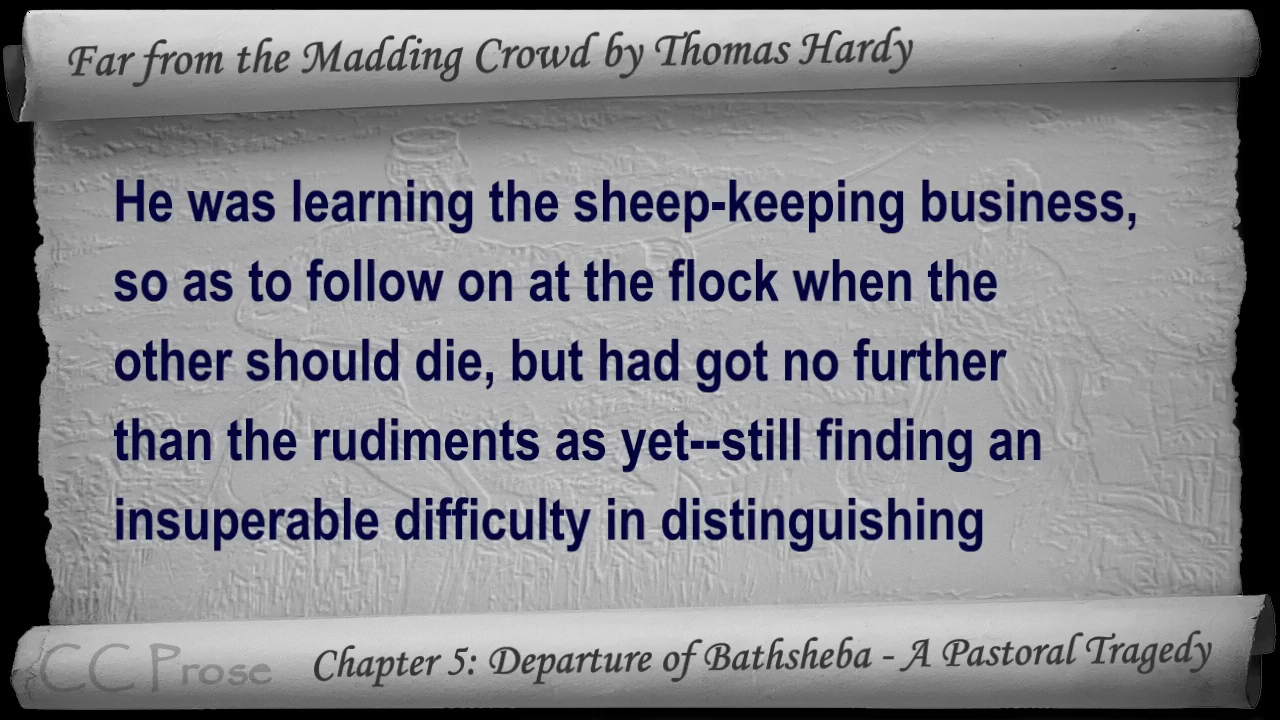 Far from the Madding Crowd by Thomas Hardy
He was learning the sheep-keeping business,
so as to follow on at the flock when the
other should die, but had got no further
than the rudiments as yet--still finding an
insuperable difficulty in distinguishing
CC Prose
Chapter 5: Departure of Bathsheba - A Pastoral Tragedy